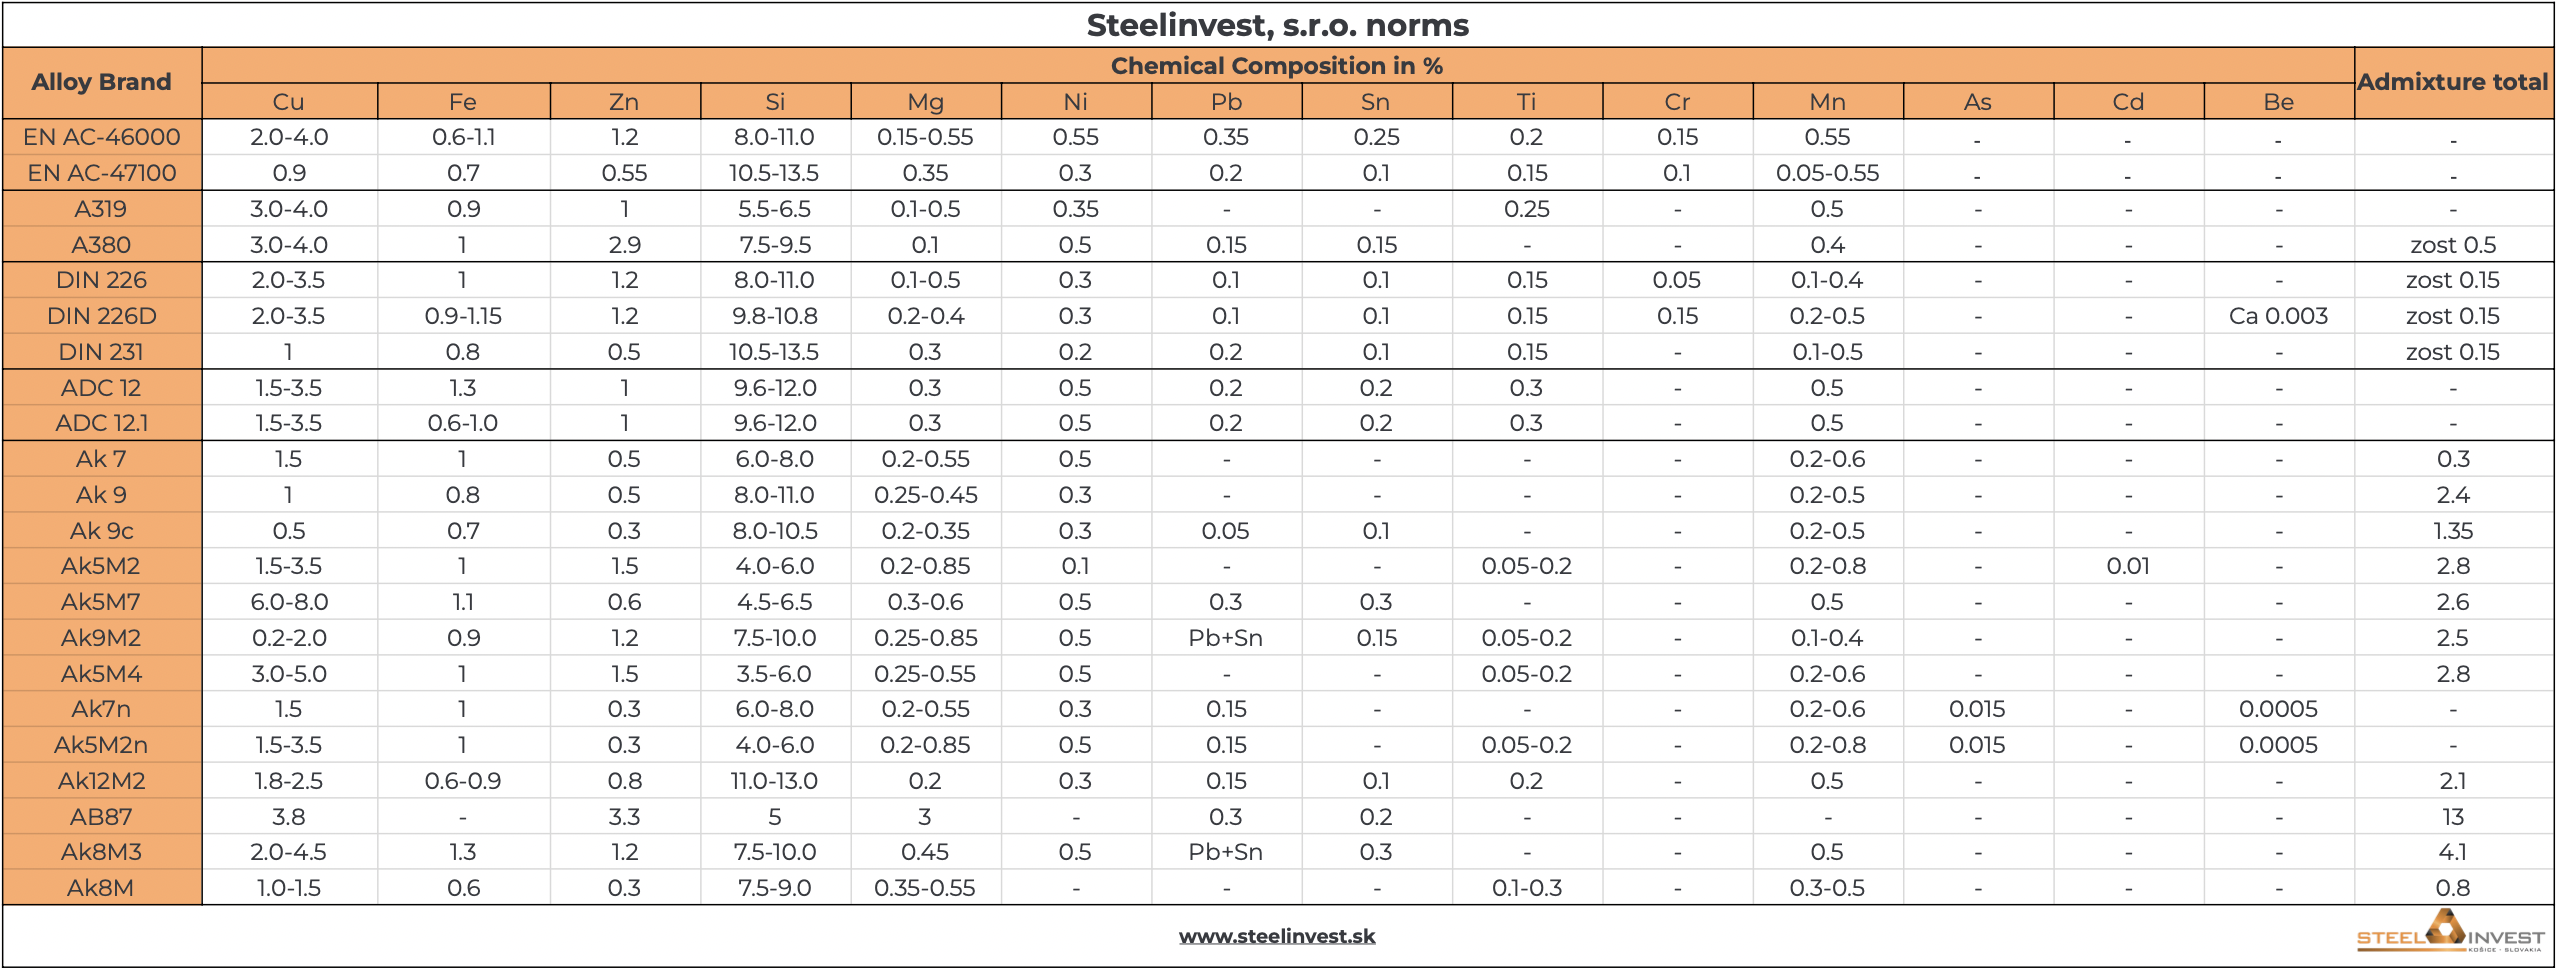 Steelinvest, s.r.o. norms
Alloy Brand Chemical Composition in % Admixture total
Cu Fe Zn Si Mg Ni Pb Sn Ti Cr Mn As Cd Be
EN AC-46000 2.0-4.0 0.6-1.1 1.2 8.0-11.0 0.15-0.55 0.55 0.35 0.25 0.2 0.15 0.55 - - - -
EN AC-47100 0.9 0.7 0.55 10.5-13.5 0.35 0.3 0.2 0.1 0.15 0.1 0.05-0.55 - - - -
A319 3.0-4.0 0.9 1 5.5-6.5 0.1-0.5 0.35 - - 0.25 - 0.5 - - - -
A380 3.0-4.0 1 2.9 7.5-9.5 0.1 0.5 0.15 0.15 - - 0.4 - - - zost 0.5
DIN 226 2.0-3.5 1 1.2 8.0-11.0 0.1-0.5 0.3 0.1 0.1 0.15 0.05 0.1-0.4 - - - zost 0.15
DIN 226D 2.0-3.5 0.9-1.15 1.2 9.8-10.8 0.2-0.4 0.3 0.1 0.1 0.15 0.15 0.2-0.5 - - Ca 0.003 zost 0.15
DIN 231 1 0.8 0.5 10.5-13.5 0.3 0.2 0.2 0.1 0.15 - 0.1-0.5 - - - zost 0.15
ADC 12 1.5-3.5 1.3 1 9.6-12.0 0.3 0.5 0.2 0.2 0.3 - 0.5 - - - -
ADC 12.1 1.5-3.5 0.6-1.0 1 9.6-12.0 0.3 0.5 0.2 0.2 0.3 - 0.5 - - - -
Ak 7 1.5 1 0.5 6.0-8.0 0.2-0.55 0.5 - - - - 0.2-0.6 - - - 0.3
Ak 9 1 0.8 0.5 8.0-11.0 0.25-0.45 0.3 - - - - 0.2-0.5 - - - 2.4
Ak 9c 0.5 0.7 0.3 8.0-10.5 0.2-0.35 0.3 0.05 0.1 - - 0.2-0.5 - - - 1.35
Ak5M2 1.5-3.5 1 1.5 4.0-6.0 0.2-0.85 0.1 - - 0.05-0.2 - 0.2-0.8 - 0.01 - 2.8
Ak5M7 6.0-8.0 1.1 0.6 4.5-6.5 0.3-0.6 0.5 0.3 0.3 - - 0.5 - - - 2.6
Ak9M2 0.2-2.0 0.9 1.2 7.5-10.0 0.25-0.85 0.5 Pb+Sn 0.15 0.05-0.2 - 0.1-0.4 - - - 2.5
Ak5M4 3.0-5.0 1 1.5 3.5-6.0 0.25-0.55 0.5 - - 0.05-0.2 - 0.2-0.6 - - - 2.8
Ak7n 1.5 1 0.3 6.0-8.0 0.2-0.55 0.3 0.15 - - - 0.2-0.6 0.015 - 0.0005 -
Ak5M2n 1.5-3.5 1 0.3 4.0-6.0 0.2-0.85 0.5 0.15 - 0.05-0.2 - 0.2-0.8 0.015 - 0.0005 -
Ak12M2 1.8-2.5 0.6-0.9 0.8 11.0-13.0 0.2 0.3 0.15 0.1 0.2 - 0.5 - - - 2.1
AB87 3.8 - 3.3 5 3 - 0.3 0.2 - - - - - - 13
Ak8M3 2.0-4.5 1.3 1.2 7.5-10.0 0.45 0.5 Pb+Sn 0.3 - - 0.5 - - - 4.1
Ak8M 1.0-1.5 0.6 0.3 7.5-9.0 0.35-0.55 - - - 0.1-0.3 - 0.3-0.5 - - - 0.8
www.steelinvest.sk
STEEL INVEST
KOŠICE - SLOVAKIA